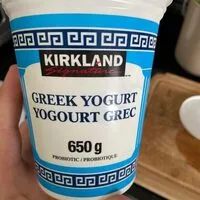 KIRKLAND
Signature
GREEK YOGURT
YOGOURT GREC
650 g
PROBIOTIC / PROBIOTIQUE